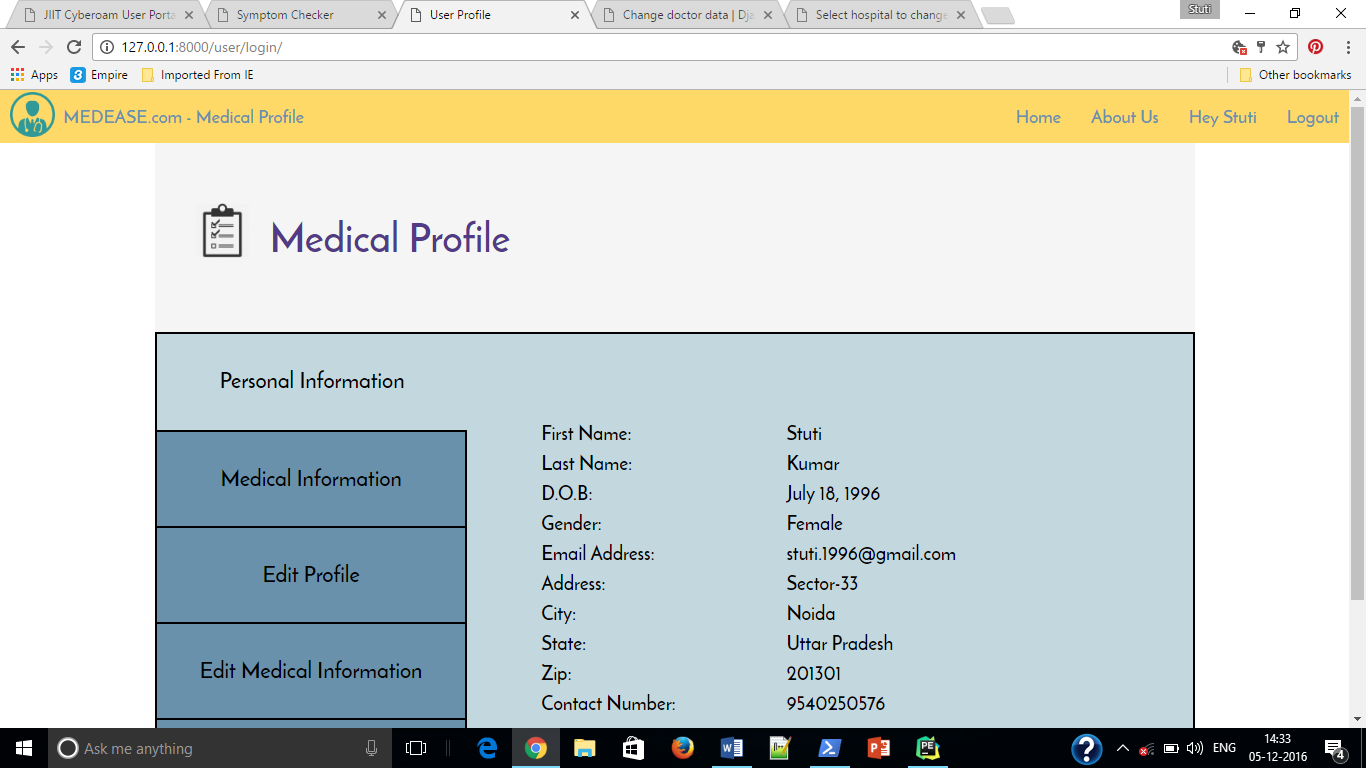 JIIT Cyberoam User Porta
Symptom Checker
User Profile
Change doctor data | Dja
Select hospital to change
Stuti
127.0.0.1:8000/user/login/
Apps
Empire
Imported From IE
Other bookmarks
MEDEASE.com - Medical Profile
Home
About Us
Hey Stuti
Logout
Medical Profile
Personal Information
Medical Information
Edit Profile
Edit Medical Information
First Name: Stuti
Last Name: Kumar
D.O.B: July 18, 1996
Gender: Female
Email Address: stuti.1996@gmail.com
Address: Sector-33
City: Noida
State: Uttar Pradesh
Zip: 201301
Contact Number: 9540250576
Ask me anything
ENG
14:33
05-12-2016
4